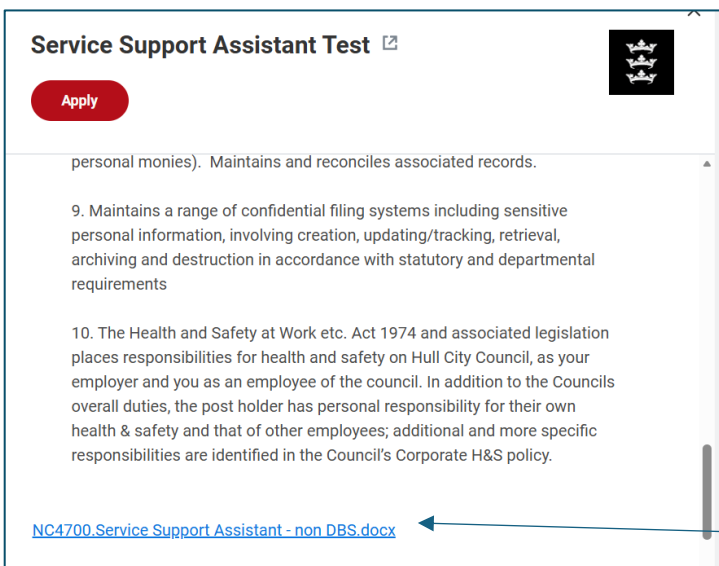 Service Support Assistant Test
Apply
personal monies). Maintains and reconciles associated records.
9. Maintains a range of confidential filing systems including sensitive
personal information, involving creation, updating/tracking, retrieval,
archiving and destruction in accordance with statutory and departmental
requirements
10. The Health and Safety at Work etc. Act 1974 and associated legislation
places responsibilities for health and safety on Hull City Council, as your
employer and you as an employee of the council. In addition to the Councils
overall duties, the post holder has personal responsibility for their own
health & safety and that of other employees; additional and more specific
responsibilities are identified in the Council’s Corporate H&S policy.
NC4700.Service Support Assistant - non DBS.docx